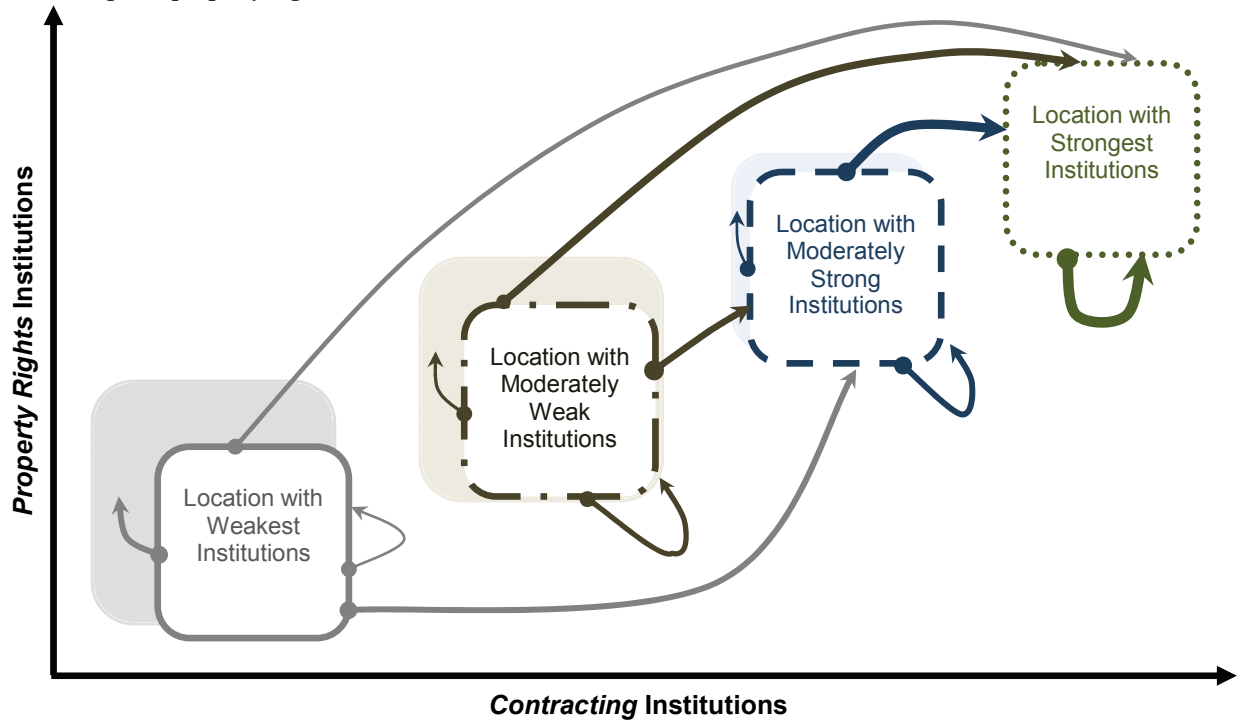 Location with
Strongest
Institutions
Location with
Moderately
Strong
Institutions
Location with
Moderately
Weak
Institutions
Location with
Weakest
Institutions
Property Rights Institutions
Contracting Institutions